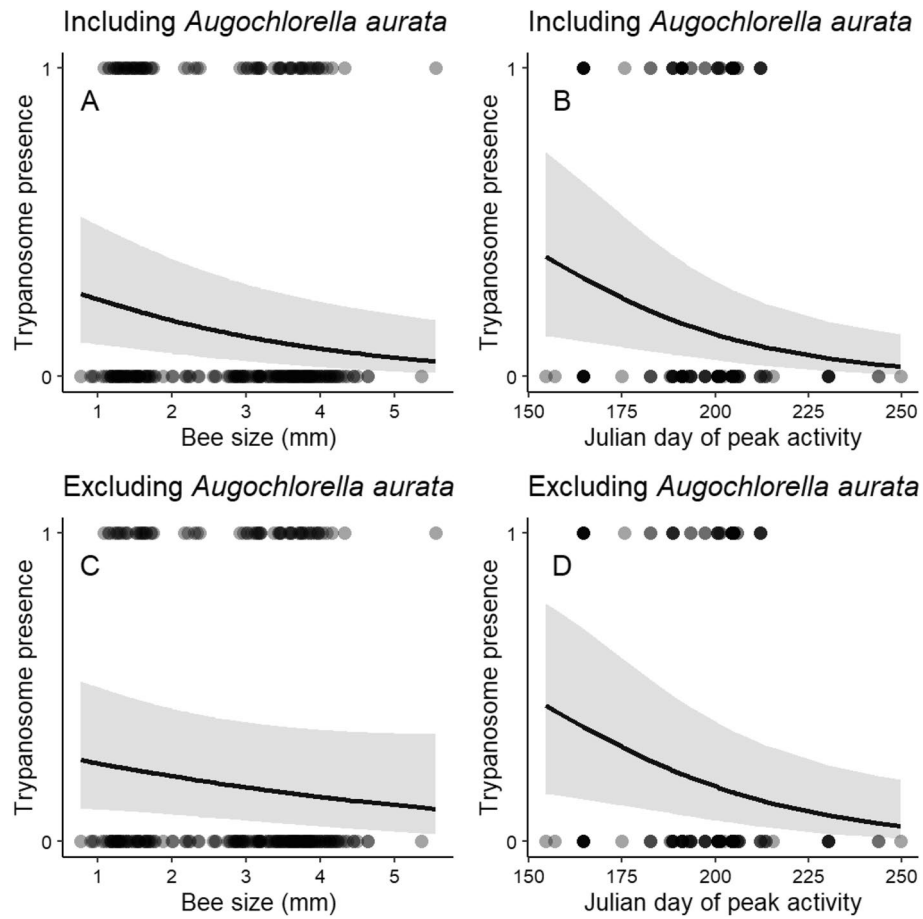 Including Augochlorella aurata
Including Augochlorella aurata
A
B
Trypanosome presence
Trypanosome presence
1
0
1
0
1 2 3 4 5
150 175 200 225 250
Bee size (mm)
Julian day of peak activity
Excluding Augochlorella aurata
Excluding Augochlorella aurata
C
D
Trypanosome presence
Trypanosome presence
1
0
1
0
1 2 3 4 5
150 175 200 225 250
Bee size (mm)
Julian day of peak activity